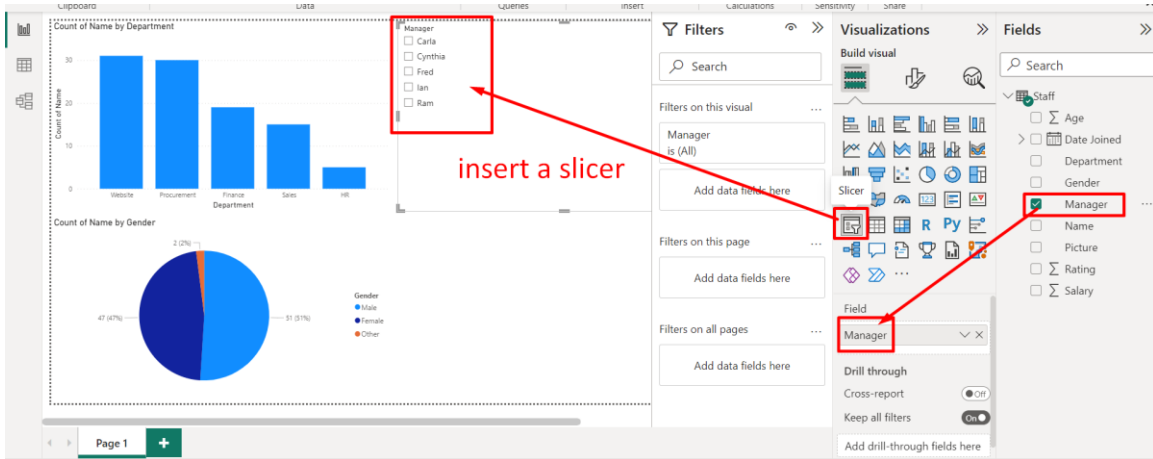 Clipboard Data Queries Insert Calculations Sensitivity Share
Count of Name by Department
Count of Name
30
20
10
0
Website Procurement Finance Sales HR
Department
Manager
Carla
Cynthia
Fred
Ian
Ram
insert a slicer
Count of Name by Gender
2 (2%)
47 (47%)
51 (51%)
Gender
Male
Female
Other
Page 1
Filters
Search
Filters on this visual
Manager
is (All)
Add data fields here
Filters on this page
Add data fields here
Filters on all pages
Add data fields here
Visualizations
Build visual
Slicer
123
R Py
Field
Manager
Drill through
Cross-report
Off
Keep all filters
On
Add drill-through fields here
Fields
Search
Staff
Age
Date Joined
Department
Gender
Manager
Name
Picture
Rating
Salary